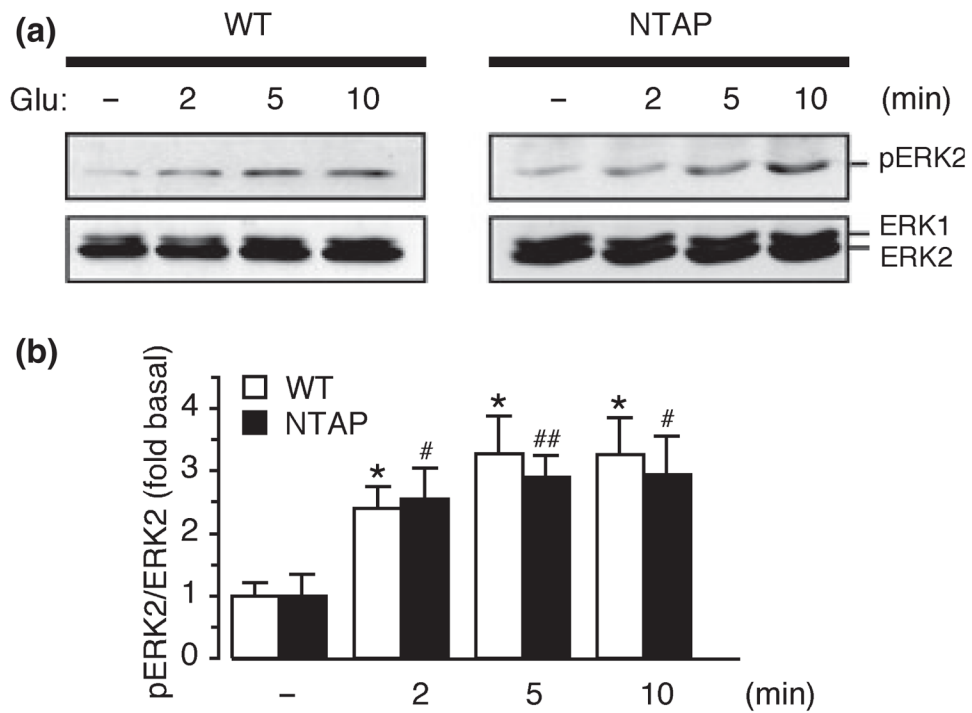 (a) WT NTAP
Glu: – 2 5 10 – 2 5 10 (min)
pERK2
ERK1
ERK2
(b)
pERK2/ERK2 (fold basal)
4
3
2
1
0
WT
NTAP
* # * ## * #
– 2 5 10 (min)